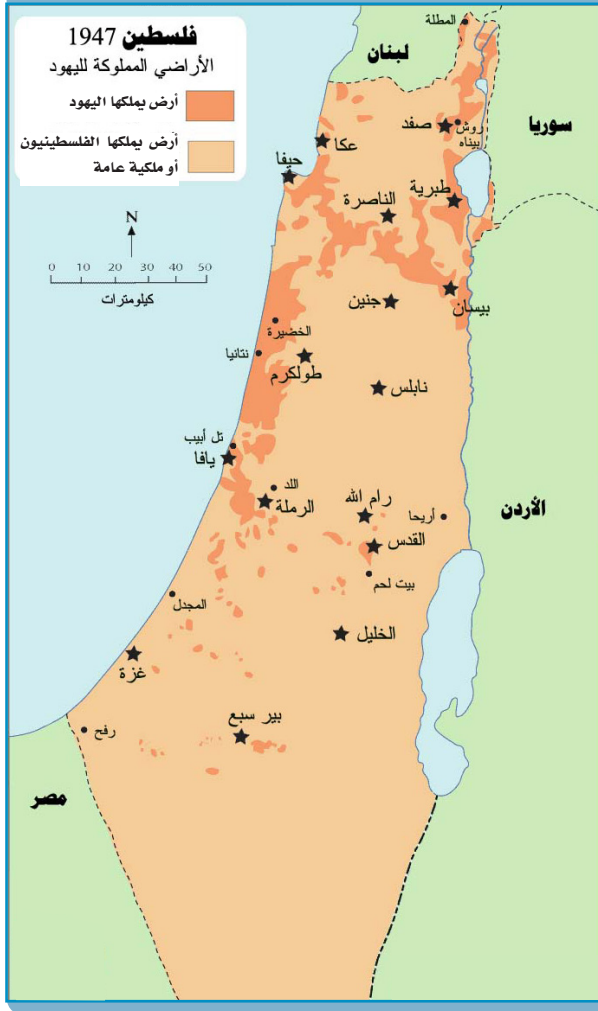 فلسطين 1947
الأراضي المملوكة لليهود
أرض يملكها اليهود
أرض يملكها الفلسطينيون
أو ملكية عامة
المطلة
لبنان
سوريا
صفد
روش
بيناه
عكا
حيفا
طبرية
الناصرة
N
0 10 20 30 40 50
كيلومترات
بيسان
جنين
الخضيرة
نتانيا
طولكرم
نابلس
تل أبيب
يافا
اللد
الرملة
رام الله
أريحا
الأردن
القدس
بيت لحم
المجدل
الخليل
غزة
بير سبع
رفح
مصر